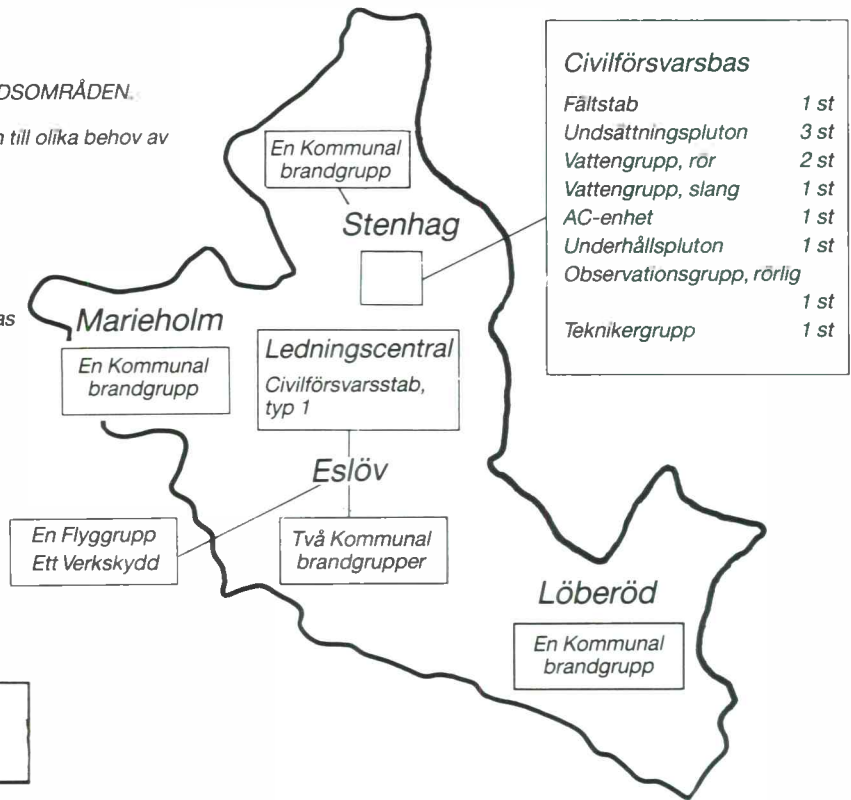 DSOMRÅDEN.
till olika behov av
as
En Kommunal
brandgrupp
Stenhag
Civilförsvarsbas
Fältstab 1 st
Undsättningspluton 3 st
Vattengrupp, rör 2 st
Vattengrupp, slang 1 st
AC-enhet 1 st
Underhållspluton 1 st
Observationsgrupp, rörlig
1 st
Teknikergrupp 1 st
Marieholm
En Kommunal
brandgrupp
Ledningscentral
Civilförsvarsstab,
typ 1
Eslöv
En Flyggrupp
Ett Verkskydd
Två Kommunal
brandgrupper
Löberöd
En Kommunal
brandgrupp